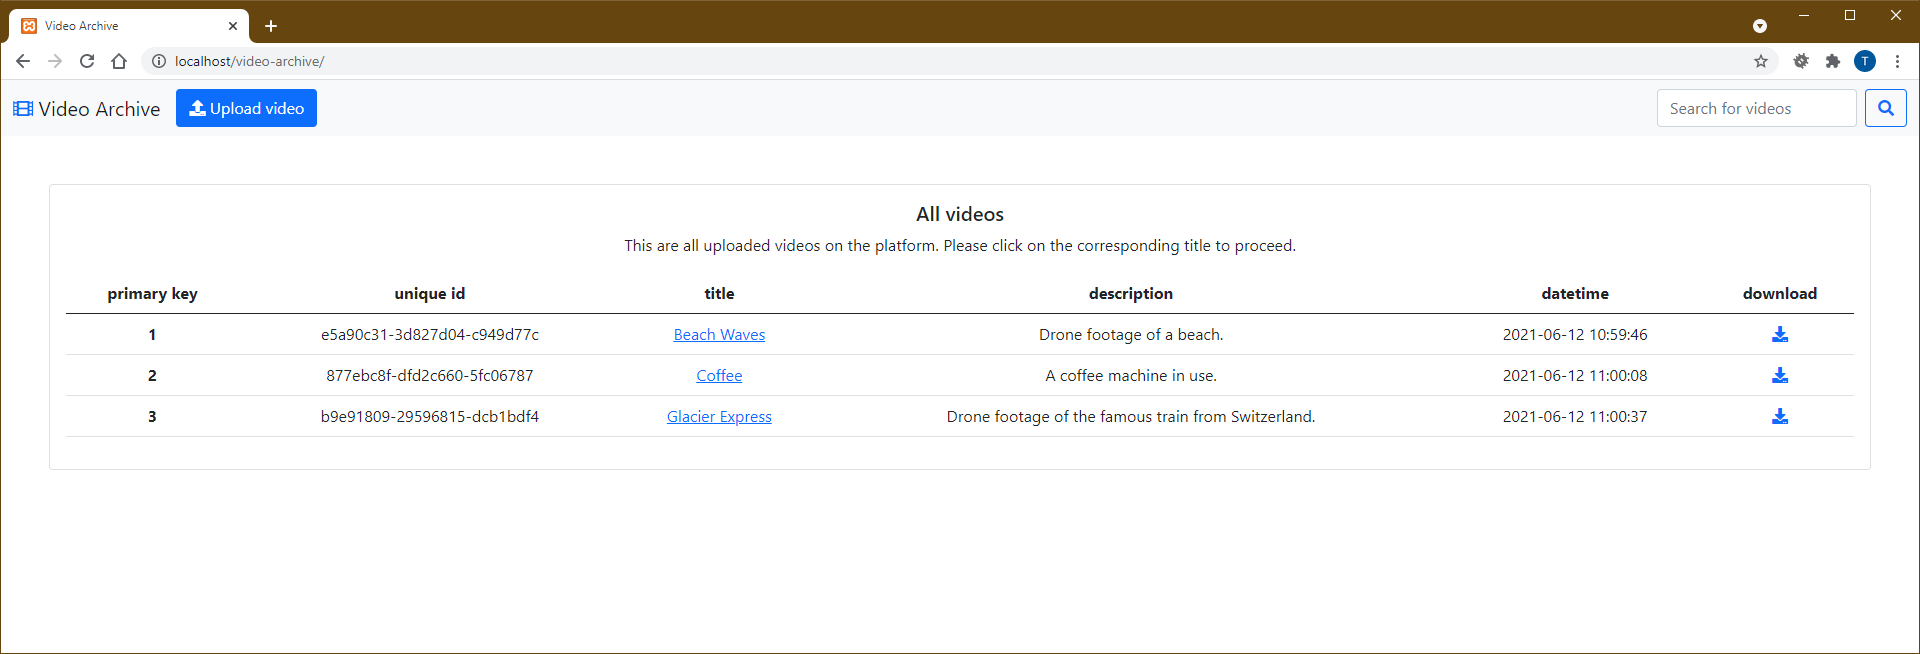 Video Archive
localhost/video-archive/
T
Video Archive Upload video Search for videos
All videos
This are all uploaded videos on the platform. Please click on the corresponding title to proceed.
primary key unique id title description datetime download
1 e5a90c31-3d827d04-c949d77c Beach Waves Drone footage of a beach. 2021-06-12 10:59:46
2 877ebc8f-dfd2c660-5fc06787 Coffee A coffee machine in use. 2021-06-12 11:00:08
3 b9e91809-29596815-dcb1bdf4 Glacier Express Drone footage of the famous train from Switzerland. 2021-06-12 11:00:37